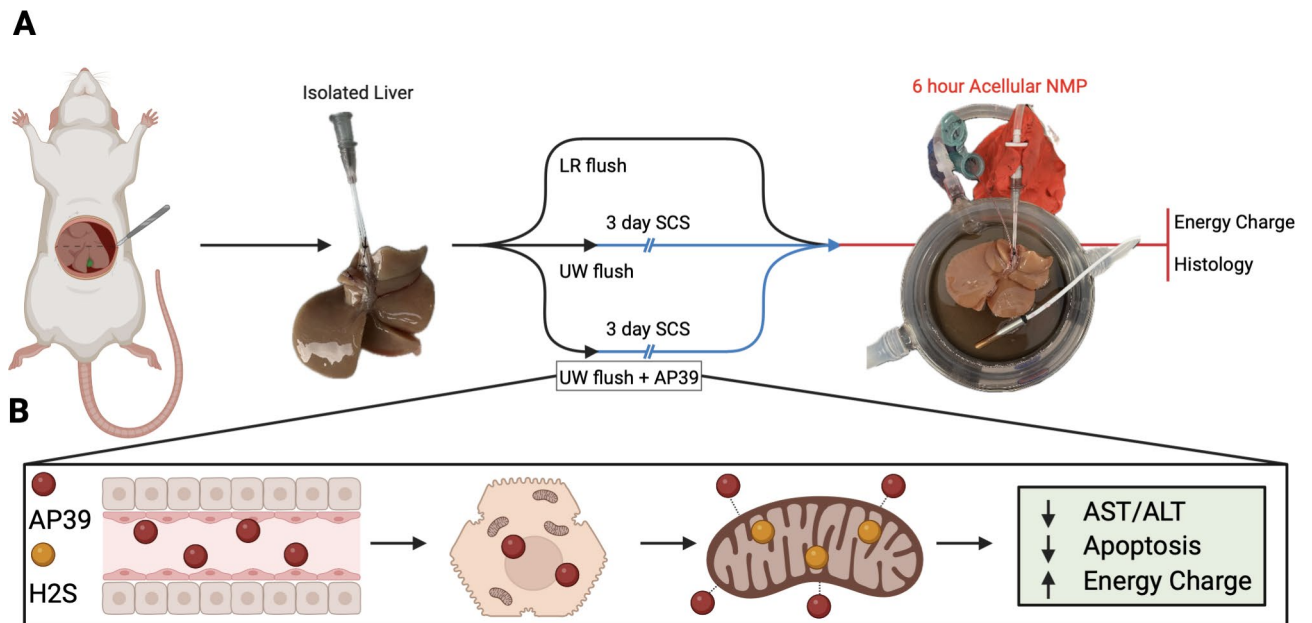 A
Isolated Liver
6 hour Acellular NMP
LR flush
3 day SCS
UW flush
3 day SCS
UW flush + AP39
Energy Charge
Histology
B
AP39
H2S
↓ AST/ALT
↓ Apoptosis
↑ Energy Charge